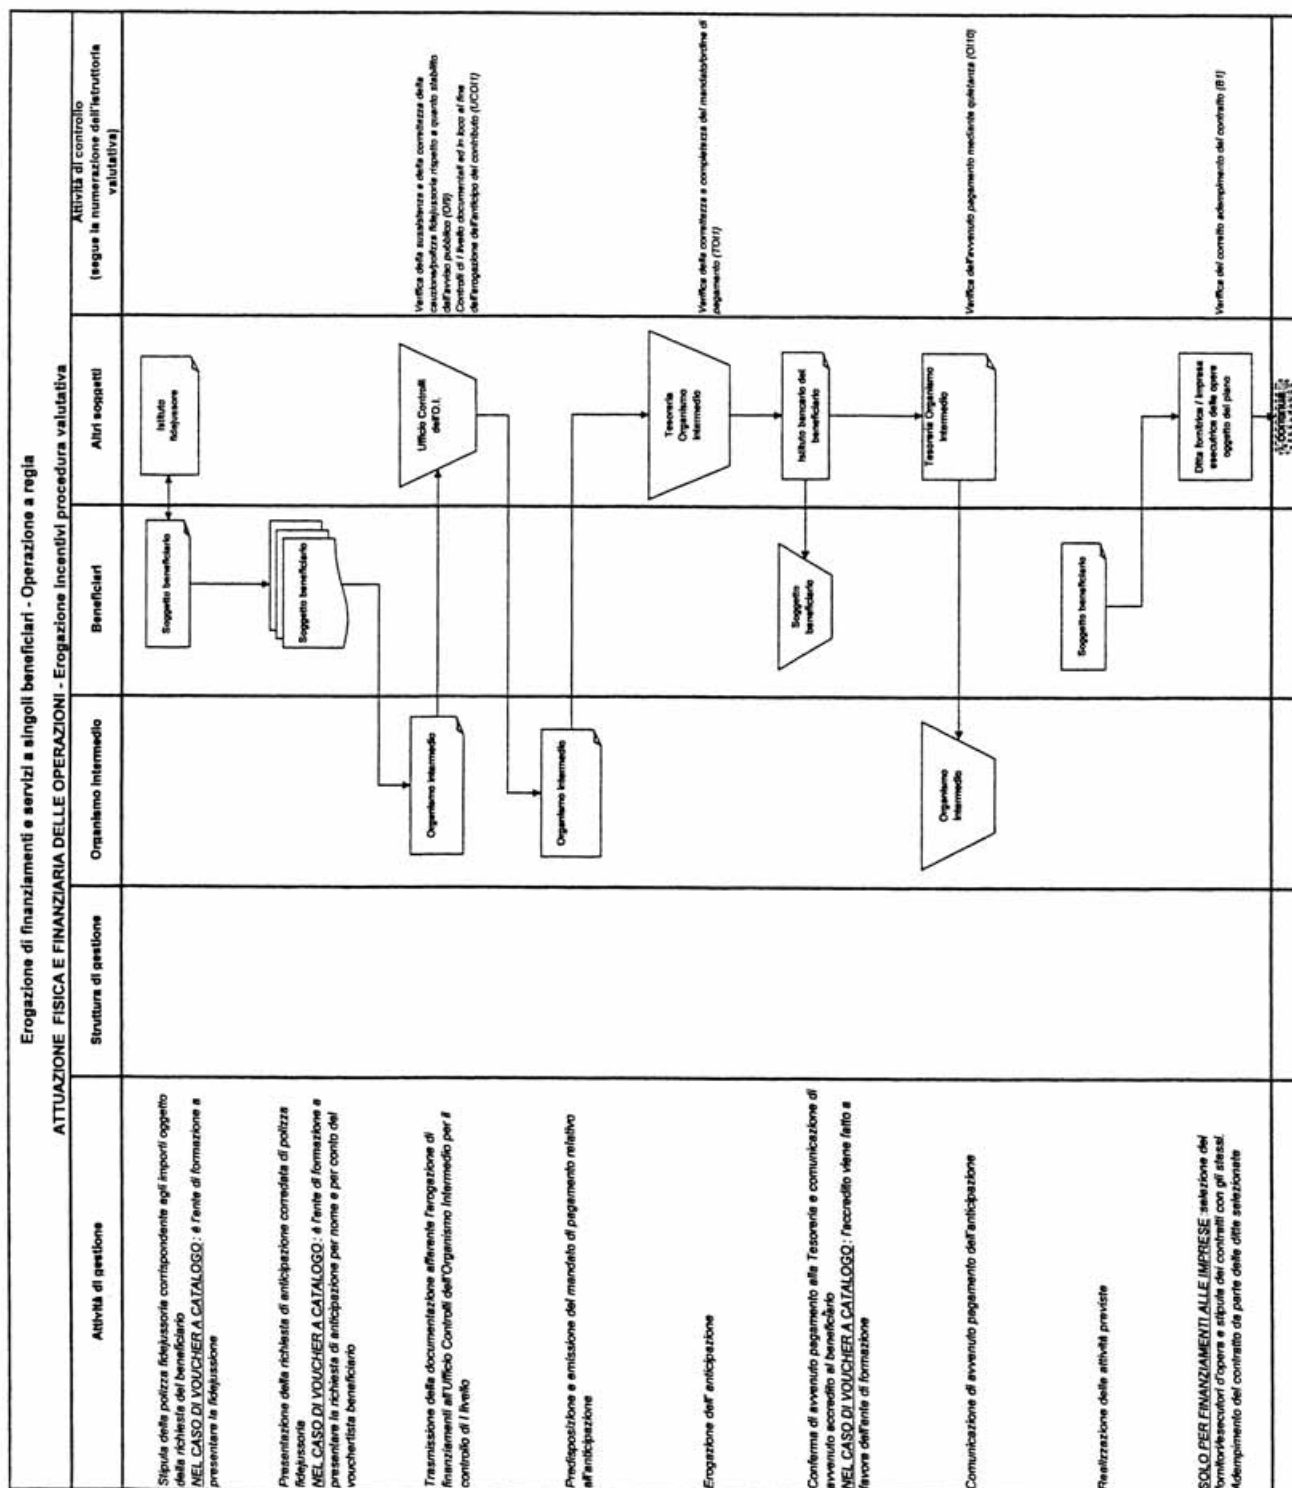 Erogazione di finanziamenti e servizi a singoli beneficiari - Operazione a regia
ATTUAZIONE FISICA E FINANZIARIA DELLE OPERAZIONI - Erogazione incentivi procedura valutativa
Attività di gestione
Struttura di gestione
Organismo Intermedio
Beneficiari
Altri soggetti
Attività di controllo
(segue la numerazione dell'istruttoria
valutativa)
Stipula della polizza fidejussoria corrispondente agli importi oggetto
della richiesta del beneficiario
NEL CASO DI VOUCHER A CATALOGO : è l'ente di formazione a
presentare la fidejussione
Soggetto beneficiario
Istituto
fidejussore
Presentazione della richiesta di anticipazione corredata di polizza
fidejussoria
NEL CASO DI VOUCHER A CATALOGO : è l'ente di formazione a
presentare la richiesta di anticipazione per nome e per conto del
vouchertista beneficiario
Soggetto beneficiario
Trasmissione della documentazione afferente l'erogazione di
finanziamenti all'Ufficio Controlli dell'Organismo Intermedio per il
controllo di I livello
Organismo Intermedio
Ufficio Controlli
dell'O.I.
Verifica della sussistenza e della correttezza della
cauzione/polizza fidejussoria rispetto a quanto stabilito
dall'avviso pubblico (OI9)
Controlli di I livello documentali ed in loco al fine
dell'erogazione dell'anticipo del contributo (UCOI1)
Predisposizione e emissione del mandato di pagamento relativo
all'anticipazione
Organismo Intermedio
Erogazione dell' anticipazione
Tesoreria
Organismo
Intermedio
Verifica della correttezza e completezza del mandato/ordine di
pagamento (TOI1)
Conferma di avvenuto pagamento alla Tesoreria e comunicazione di
avvenuto accredito al beneficiario
NEL CASO DI VOUCHER A CATALOGO : l'accredito viene fatto a
favore dell'ente di formazione
Soggetto
beneficiario
Istituto bancario del
beneficiario
Comunicazione di avvenuto pagamento dell'anticipazione
Organismo
Intermedio
Tesoreria Organismo
Intermedio
Verifica dell'avvenuto pagamento mediante quietanza (OI10)
Realizzazione delle attività previste
Soggetto beneficiario
SOLO PER FINANZIAMENTI ALLE IMPRESE :selezione dei
fornitori/esecutori d'opera e stipula dei contratti con gli stessi.
Adempimento del contratto da parte delle ditte selezionate
Ditta fornitrice / Impresa
esecutrice delle opere
oggetto del piano
Verifica del corretto adempimento del contratto (B1)
continua